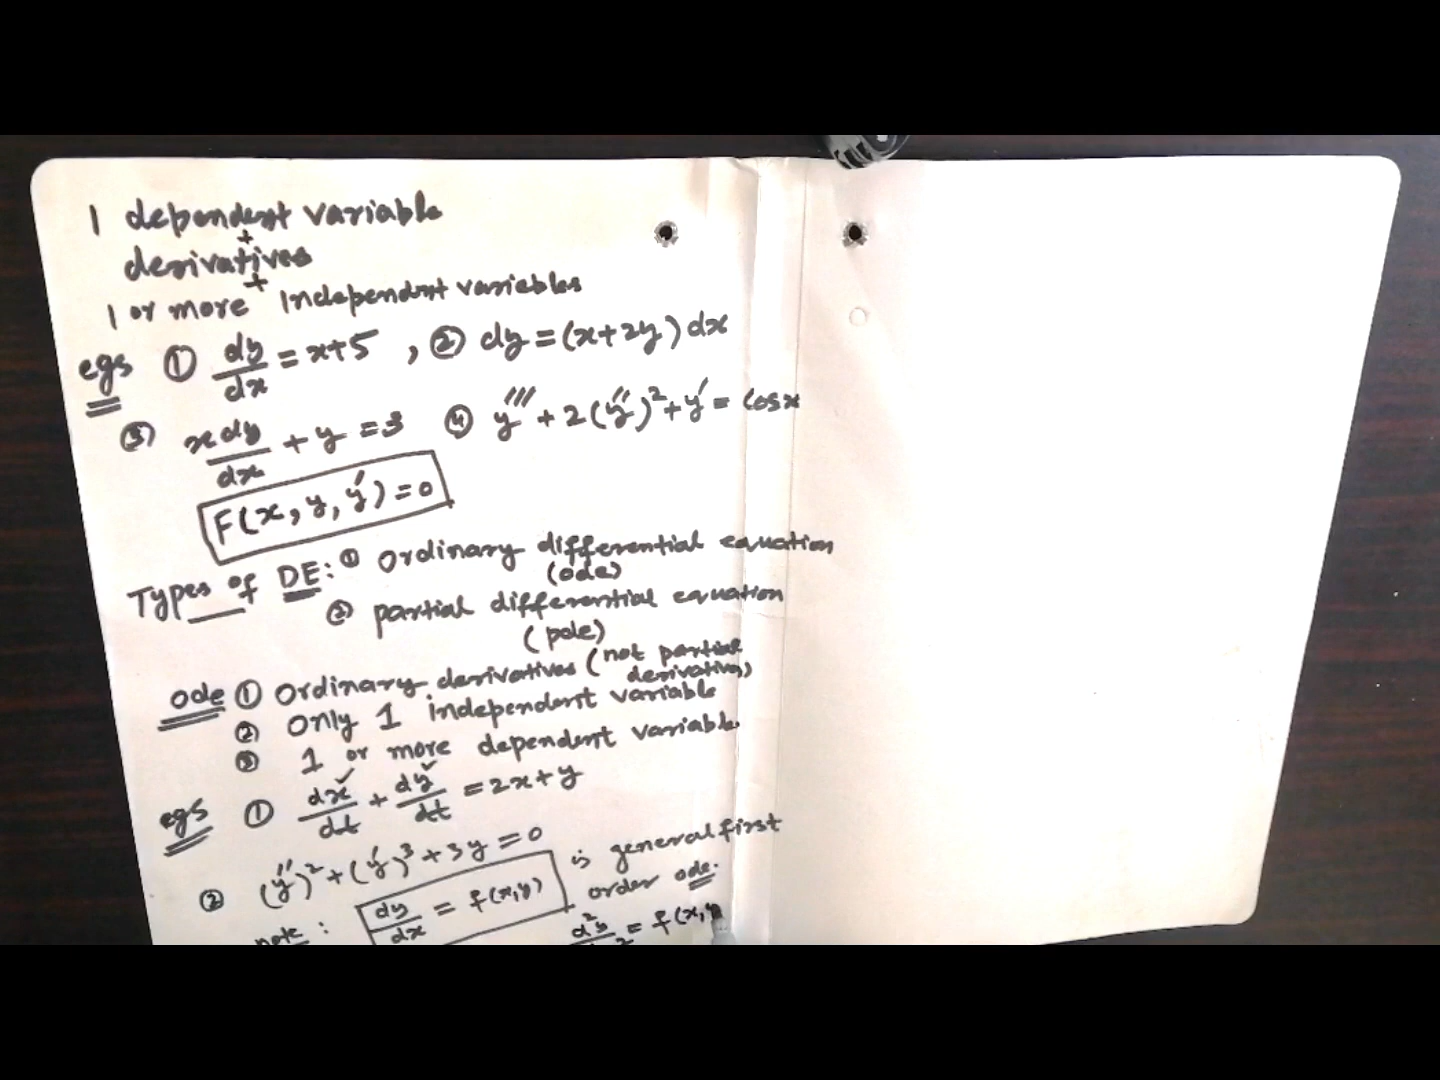 1 dependent variable
+
derivatives
+
1 or more Independent variables
egs ① dy/dx = x+5 , ② dy = (x+2y) dx
③ x dy/dx + y = 3 ④ y''' + 2(y'')² + y' = cos x
F(x, y, y') = 0
Types of DE: ① Ordinary differential equation
(ode)
② partial differential equation
(pde)
ode ① Ordinary derivatives (not partial
derivatives)
② Only 1 independent variable
③ 1 or more dependent variable
egs ① dx/dt + dy/dt = 2x + y
② (y'')² + (y')³ + 3y = 0
note : dy/dx = f(x,y) is general first
order ode.
d²y = f(x,y